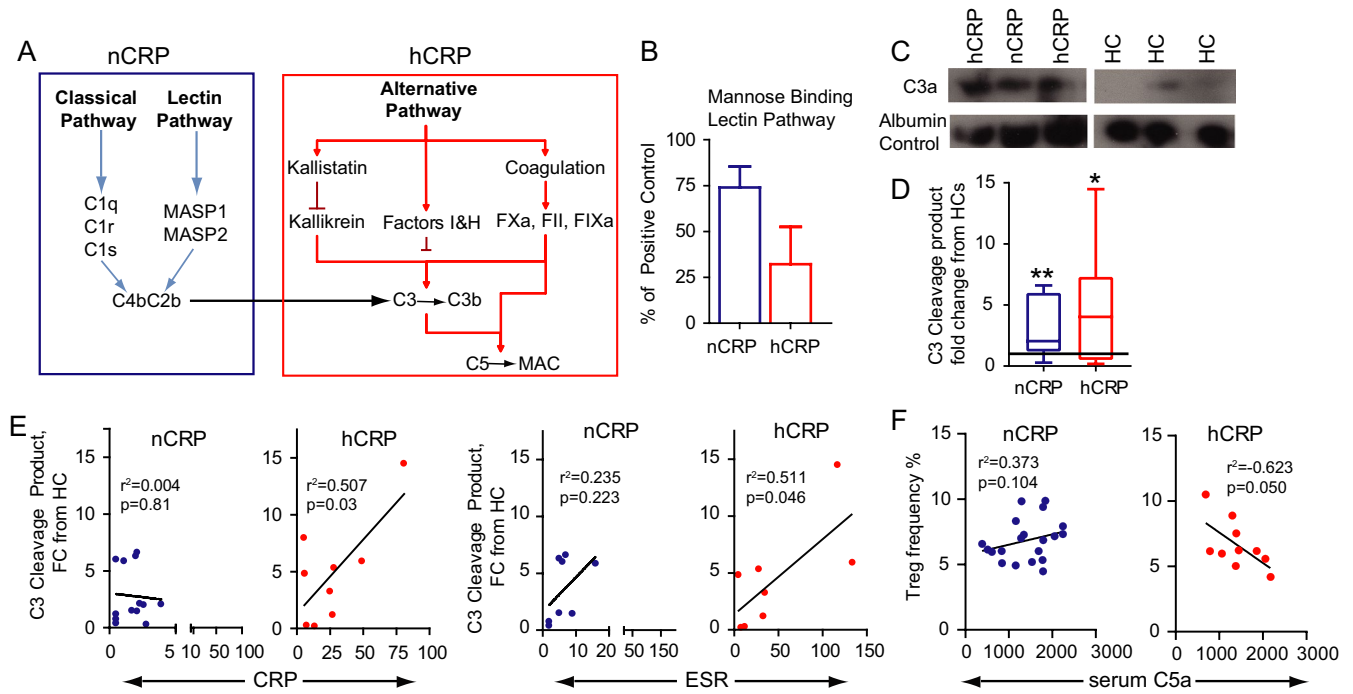 A
nCRP
hCRP
Classical
Pathway
Lectin
Pathway
C1q
C1r
C1s
MASP1
MASP2
C4bC2b
Alternative
Pathway
Kallistatin
Kallikrein
Factors I&H
Coagulation
FXa, FII, FIXa
C3
C3b
C5
MAC
B
Mannose Binding
Lectin Pathway
% of Positive Control
100
75
50
25
0
nCRP
hCRP
C
hCRP
nCRP
hCRP
HC
HC
HC
C3a
Albumin
Control
D
C3 Cleavage product
fold change from HCs
15
10
5
0
**
*
nCRP
hCRP
E
C3 Cleavage Product,
FC from HC
nCRP
r²=0.004
p=0.81
15
10
5
0
0 5 10 50 100
hCRP
r²=0.507
p=0.03
15
10
5
0
0 25 50 75 100
CRP
C3 Cleavage Product,
FC from HC
nCRP
r²=0.235
p=0.223
15
10
5
0
0 10 20 50 150
hCRP
r²=0.511
p=0.046
15
10
5
0
0 50 100 150
ESR
F
Treg frequency %
nCRP
r²=0.373
p=0.104
15
10
5
0
0 1000 2000 3000
hCRP
r²=-0.623
p=0.050
15
10
5
0
0 1000 2000 3000
serum C5a